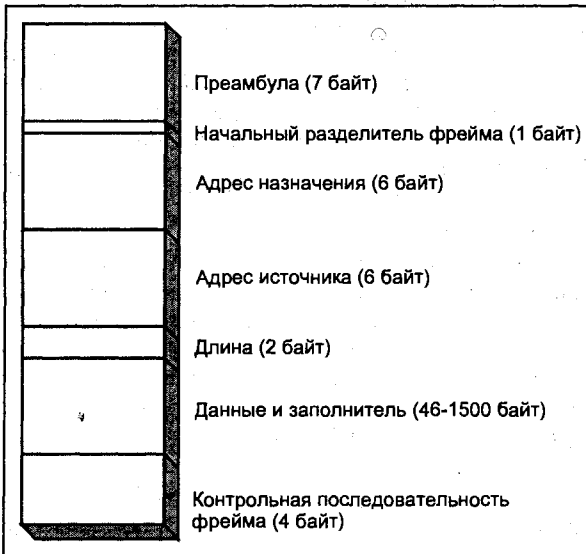 Преамбула (7 байт)
Начальный разделитель фрейма (1 байт)
Адрес назначения (6 байт)
Адрес источника (6 байт)
Длина (2 байт)
Данные и заполнитель (46-1500 байт)
Контрольная последовательность
фрейма (4 байт)